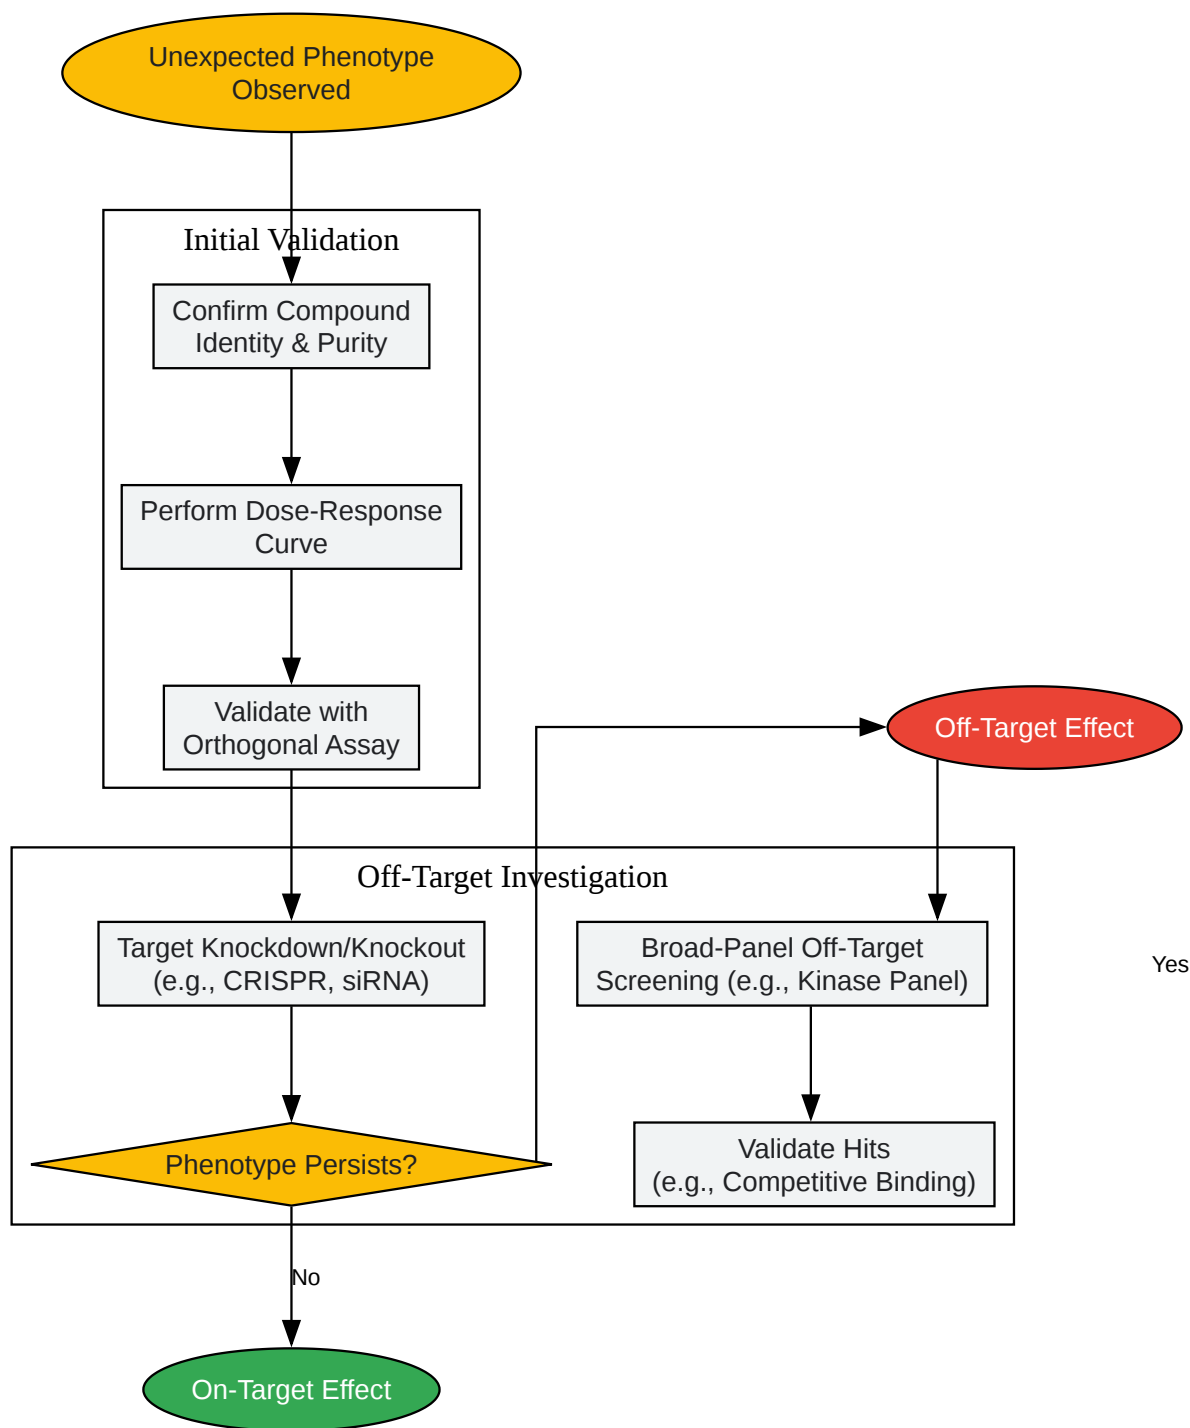 Unexpected Phenotype
Observed
Initial Validation
Confirm Compound
Identity & Purity
Perform Dose-Response
Curve
Validate with
Orthogonal Assay
Off-Target Effect
Off-Target Investigation
Target Knockdown/Knockout
(e.g., CRISPR, siRNA)
Broad-Panel Off-Target
Screening (e.g., Kinase Panel)
Yes
Phenotype Persists?
Validate Hits
(e.g., Competitive Binding)
No
On-Target Effect